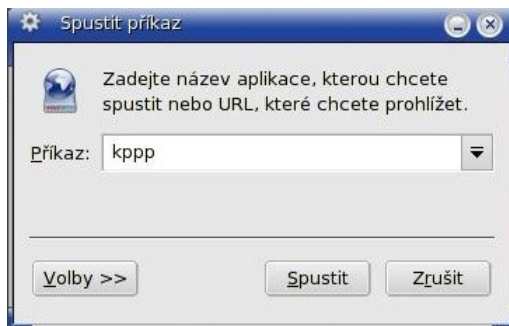 Spustit příkaz
Zadejte název aplikace, kterou chcete
spustit nebo URL, které chcete prohlížet.
Příkaz: kppp
Volby >> Spustit Zrušit